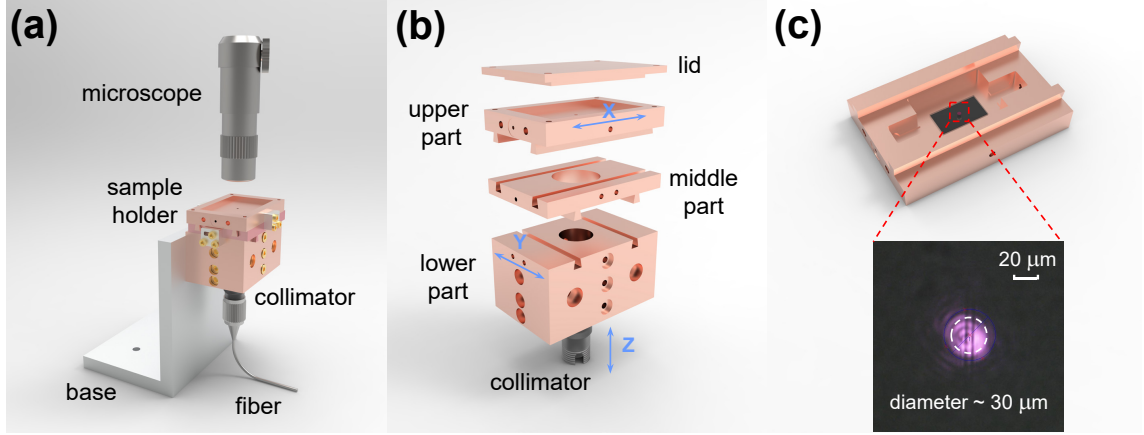 (a)
microscope
sample
holder
collimator
base
fiber
(b)
lid
upper
part
X
middle
part
Y
lower
part
Z
collimator
(c)
20 μm
diameter ~ 30 μm